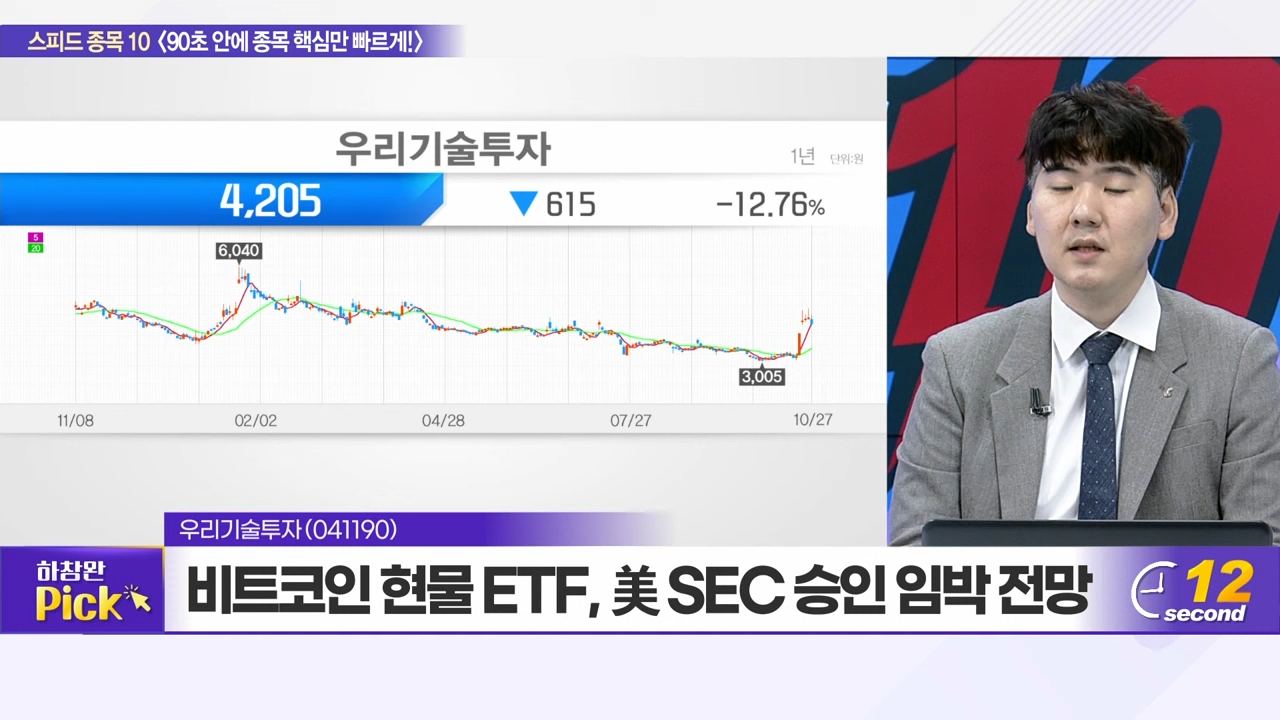 스피드 종목 10 〈90초 안에 종목 핵심만 빠르게!〉
우리기술투자
1년 단위:원
4,205 ▼ 615 -12.76%
5
20
6,040
3,005
11/08 02/02 04/28 07/27 10/27
우리기술투자(041190)
하창완
Pick
비트코인 현물 ETF, 美 SEC 승인 임박 전망
12
second